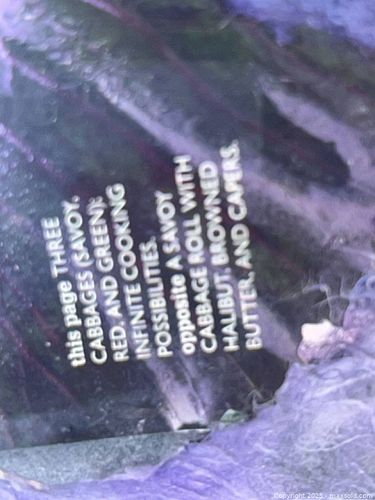 this page THREE
CABBAGES (SAVOY,
RED, AND GREEN);
INFINITE COOKING
POSSIBILITIES.
opposite A SAVOY
CABBAGE ROLL WITH
HALIBUT, BROWNED
BUTTER, AND CAPERS.
Copyright 2025 - maxsold.com